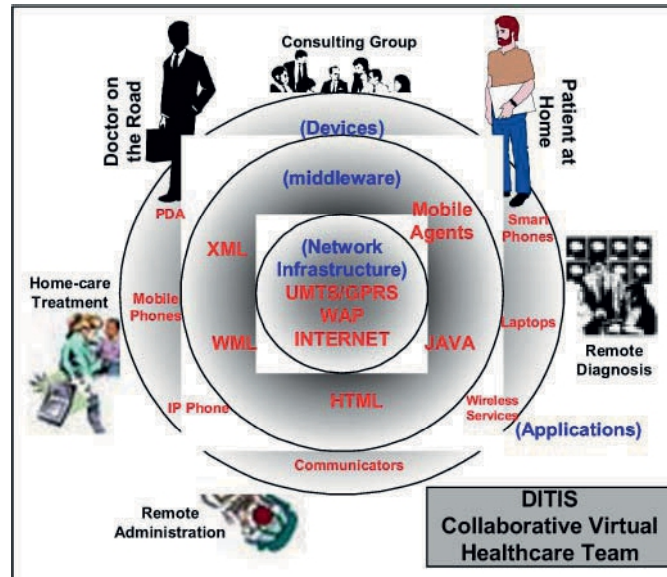 Consulting Group
Doctor on
the Road
Patient at
Home
(Devices)
(middleware)
PDA
Mobile
Agents
Smart
Phones
XML
(Network
Infrastructure)
UMTS/GPRS
WAP
INTERNET
Home-care
Treatment
Mobile
Phones
WML
JAVA
Laptops
Remote
Diagnosis
IP Phone
HTML
Wireless
Services
(Applications)
Communicators
Remote
Administration
DITIS
Collaborative Virtual
Healthcare Team